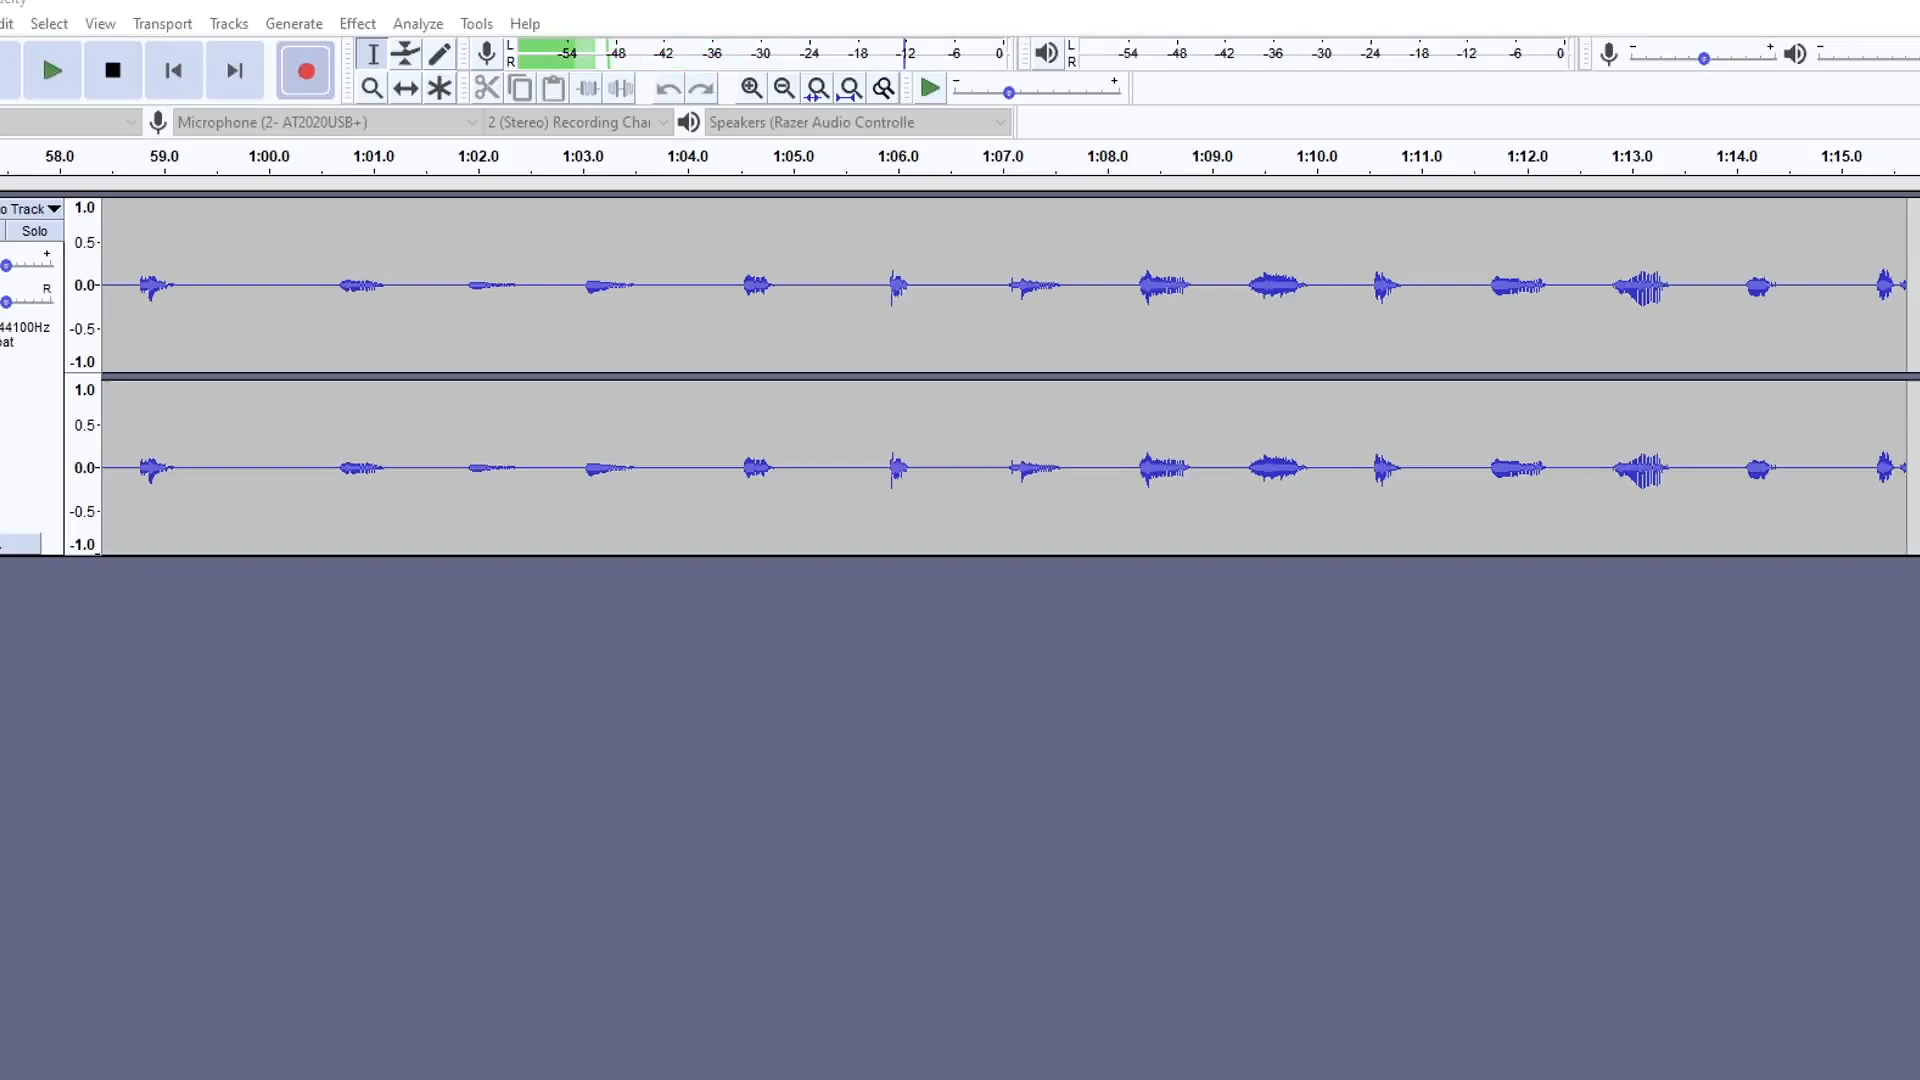 dit Select View Transport Tracks Generate Effect Analyze Tools Help
L
R
-54 -48 -42 -36 -30 -24 -18 -12 -6 0
L
R
-54 -48 -42 -36 -30 -24 -18 -12 -6 0
- +
-
- +
Microphone (2- AT2020USB+) 2 (Stereo) Recording Chai Speakers (Razer Audio Controlle
58.0 59.0 1:00.0 1:01.0 1:02.0 1:03.0 1:04.0 1:05.0 1:06.0 1:07.0 1:08.0 1:09.0 1:10.0 1:11.0 1:12.0 1:13.0 1:14.0 1:15.0
o Track 1.0
Solo
0.5
+
0.0
R
44100Hz -0.5
oat
-1.0
1.0
0.5
0.0
-0.5
-1.0